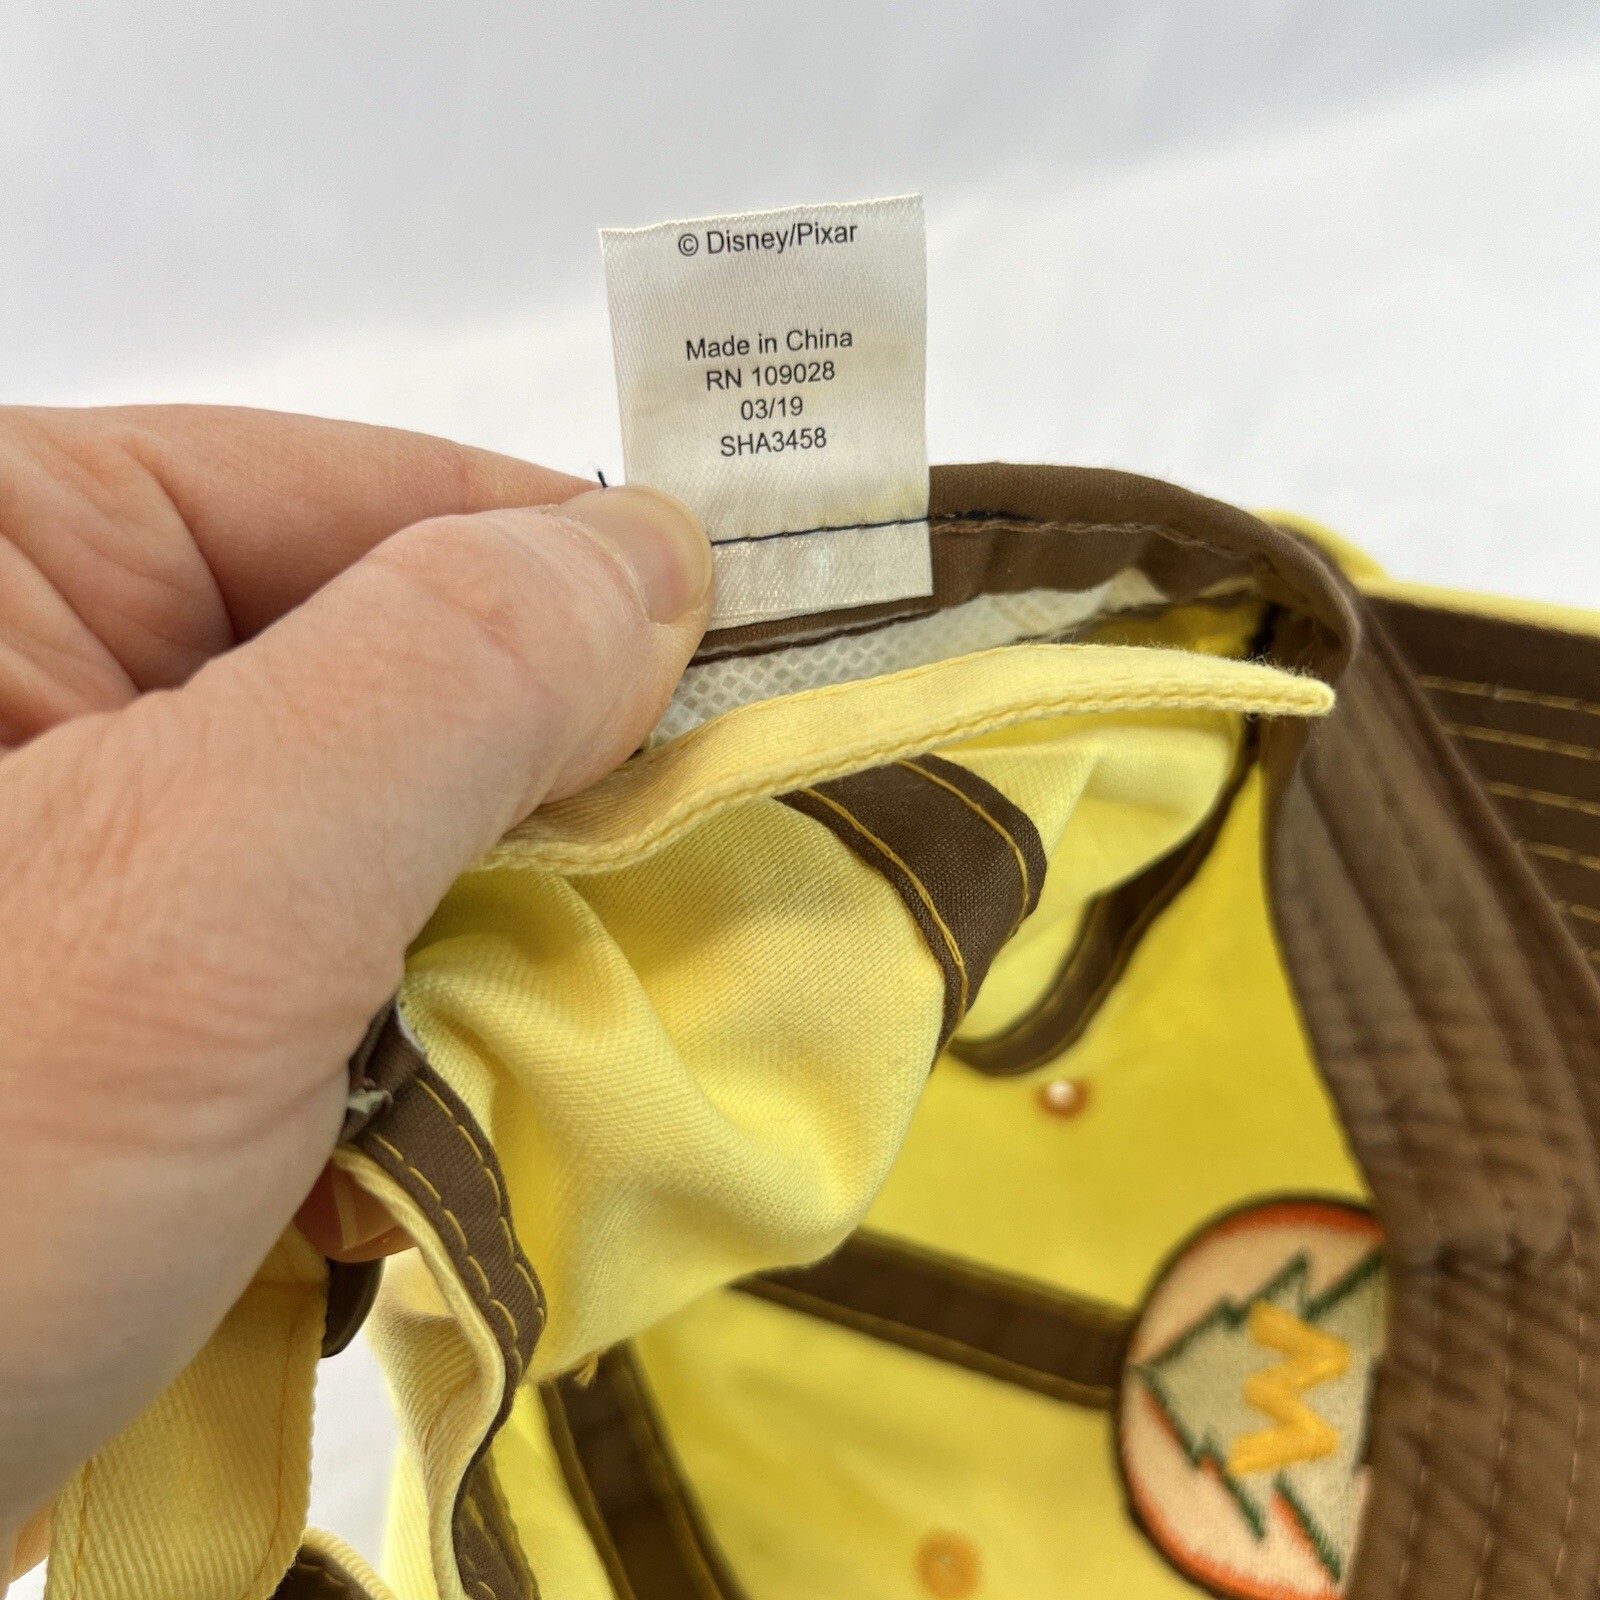 © Disney/Pixar
Made in China
RN 109028
03/19
SHA3458
W